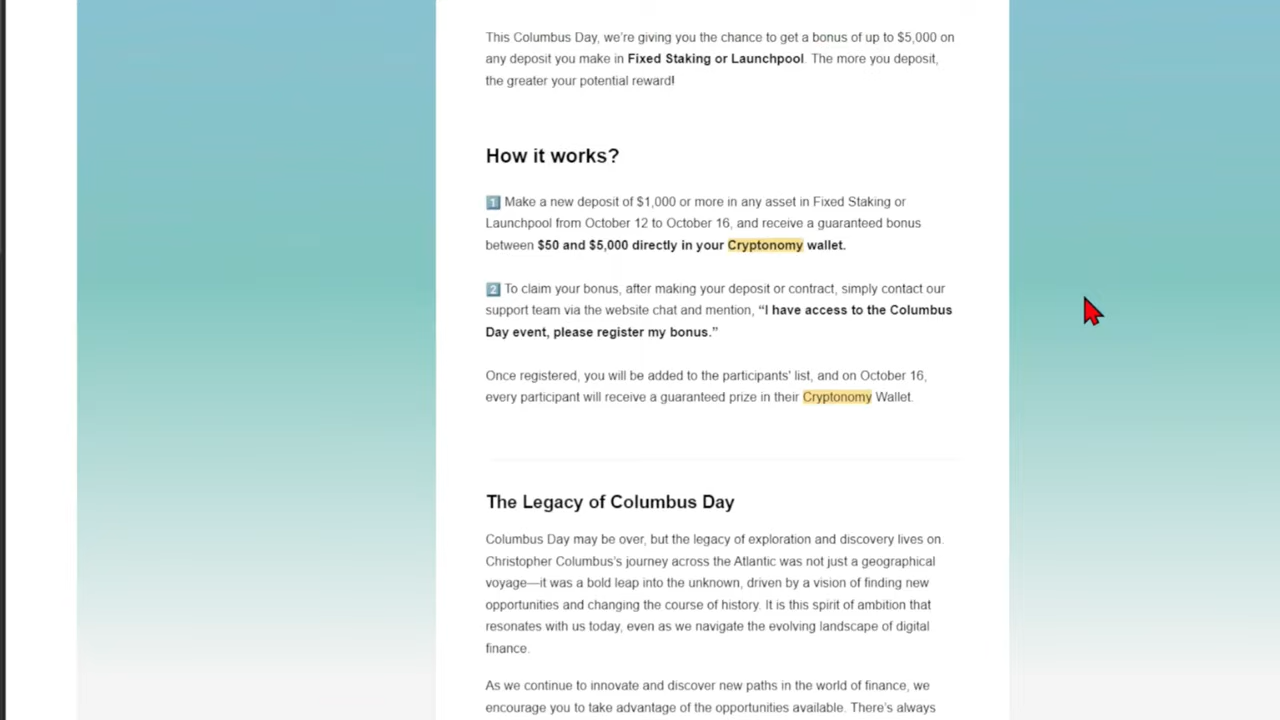 This Columbus Day, we're giving you the chance to get a bonus of up to $5,000 on
any deposit you make in Fixed Staking or Launchpool. The more you deposit,
the greater your potential reward!
How it works?
1 Make a new deposit of $1,000 or more in any asset in Fixed Staking or
Launchpool from October 12 to October 16, and receive a guaranteed bonus
between $50 and $5,000 directly in your Cryptonomy wallet.
2 To claim your bonus, after making your deposit or contract, simply contact our
support team via the website chat and mention, “I have access to the Columbus
Day event, please register my bonus.”
Once registered, you will be added to the participants' list, and on October 16,
every participant will receive a guaranteed prize in their Cryptonomy Wallet.
The Legacy of Columbus Day
Columbus Day may be over, but the legacy of exploration and discovery lives on.
Christopher Columbus's journey across the Atlantic was not just a geographical
voyage—it was a bold leap into the unknown, driven by a vision of finding new
opportunities and changing the course of history. It is this spirit of ambition that
resonates with us today, even as we navigate the evolving landscape of digital
finance.
As we continue to innovate and discover new paths in the world of finance, we
encourage you to take advantage of the opportunities available. There's always